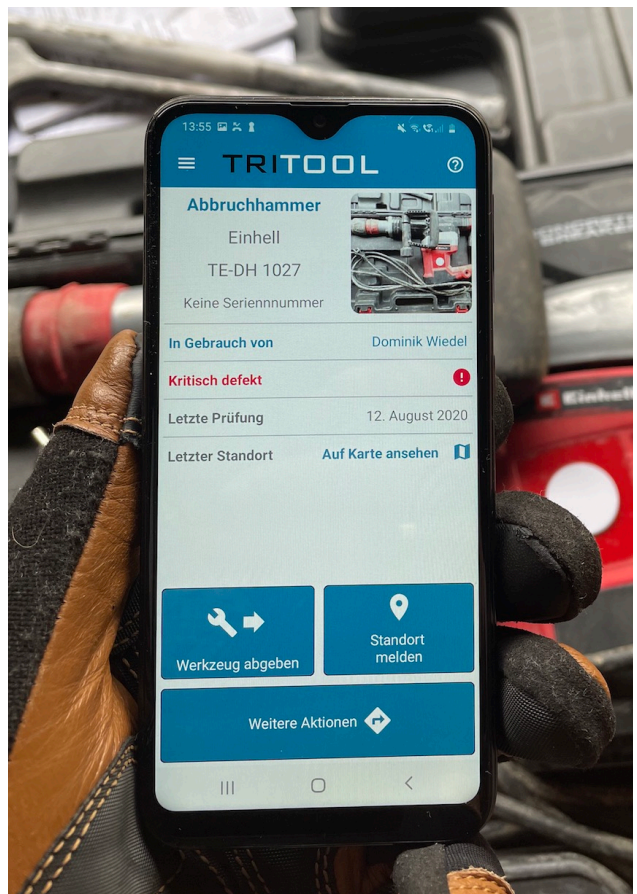 13:55
TRITOOL
Abbruchhammer
Einhell
TE-DH 1027
Keine Seriennnummer
In Gebrauch von Dominik Wiedel
Kritisch defekt
Letzte Prüfung 12. August 2020
Letzter Standort Auf Karte ansehen
Werkzeug abgeben
Standort
melden
Weitere Aktionen
Einhell